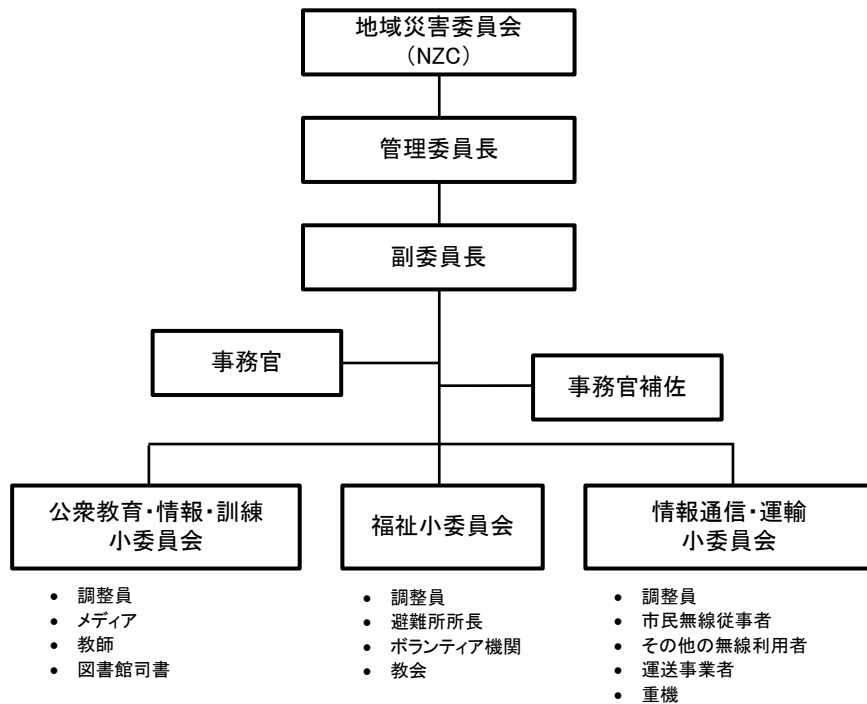 地域災害委員会
(NZC)
管理委員長
副委員長
事務官
事務官補佐
公衆教育・情報・訓練
小委員会
• 調整員
• メディア
• 教師
• 図書館司書
福祉小委員会
• 調整員
• 避難所所長
• ボランティア機関
• 教会
情報通信・運輸
小委員会
• 調整員
• 市民無線従事者
• その他の無線利用者
• 運送事業者
• 重機